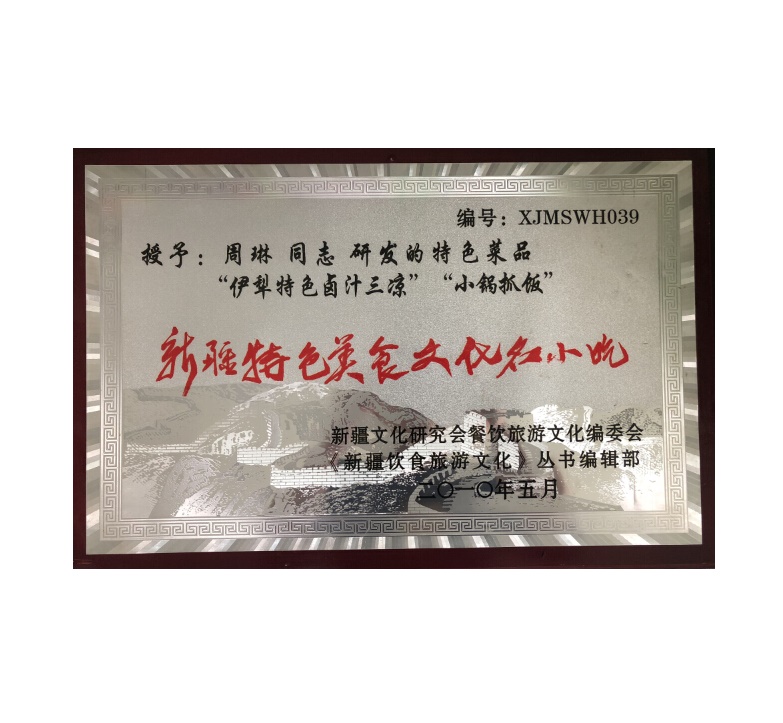 编号：XJMSWH039
授予：周琳 同志 研发的特色菜品
“伊犁特色卤汁三凉”“小锅抓饭”
新疆特色美食文化名小吃
新疆文化研究会餐饮旅游文化编委会
《新疆饮食旅游文化》丛书编辑部
二〇一〇年五月